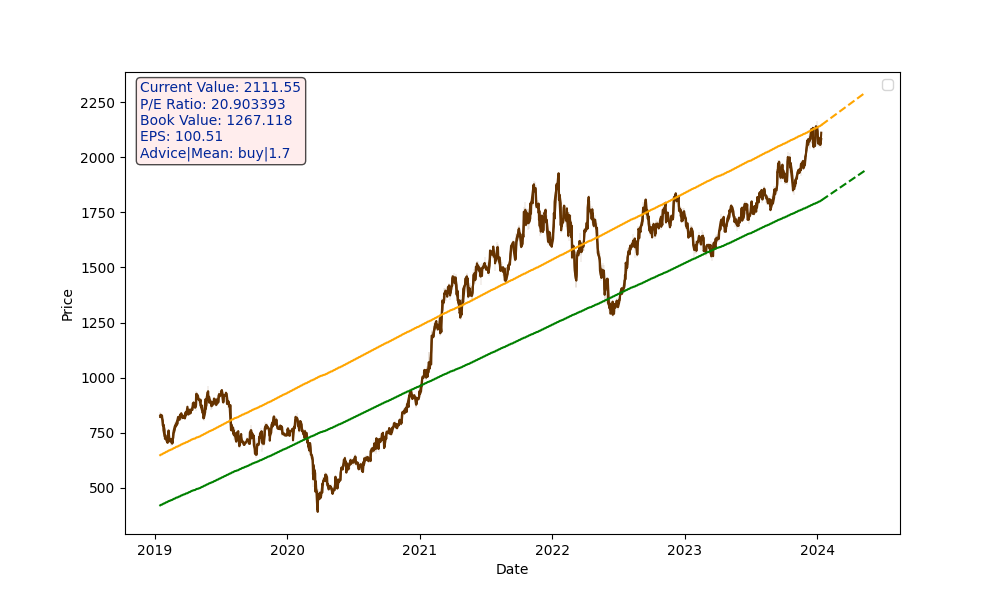 Current Value: 2111.55
P/E Ratio: 20.903393
Book Value: 1267.118
EPS: 100.51
Advice|Mean: buy|1.7
2250
2000
1750
1500
1250
1000
750
500
Price
2019 2020 2021 2022 2023 2024
Date